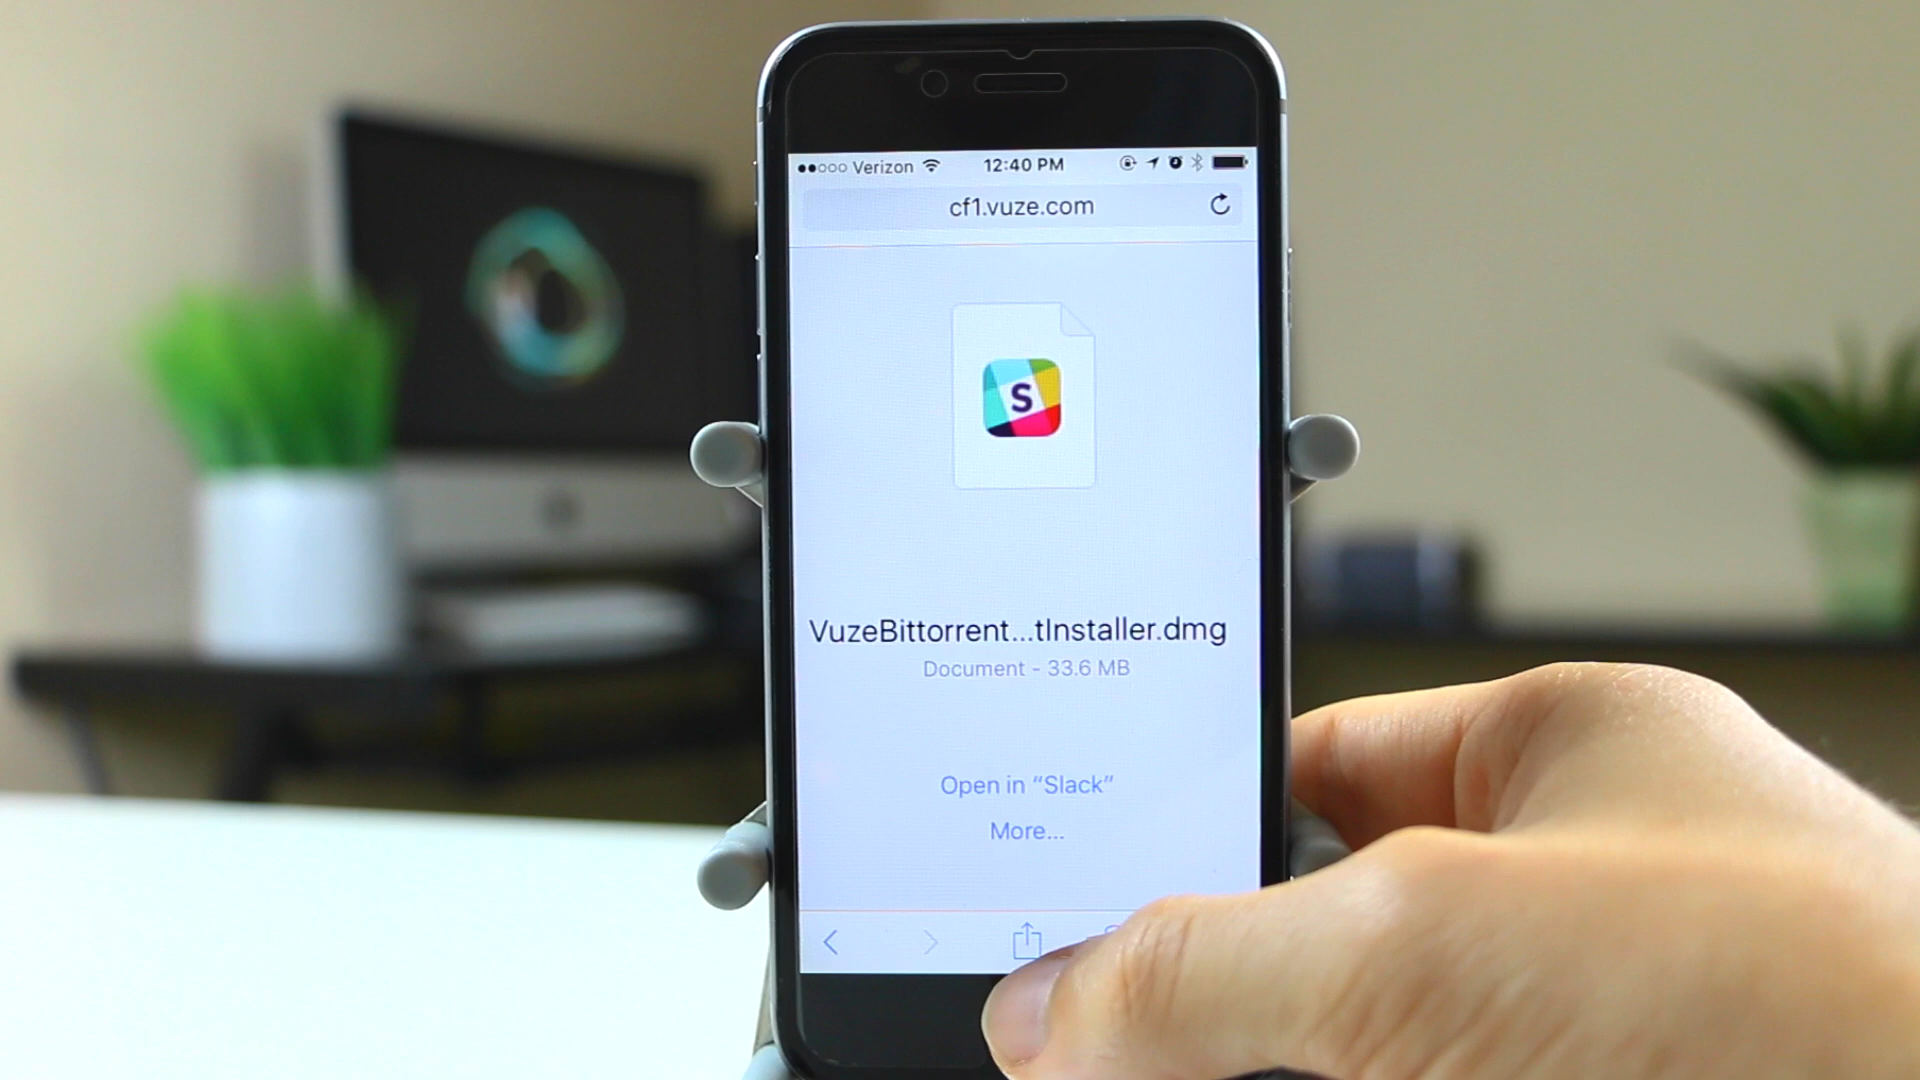 Verizon 12:40 PM
cf1.vuze.com
S
VuzeBittorrent...tInstaller.dmg
Document - 33.6 MB
Open in “Slack”
More...